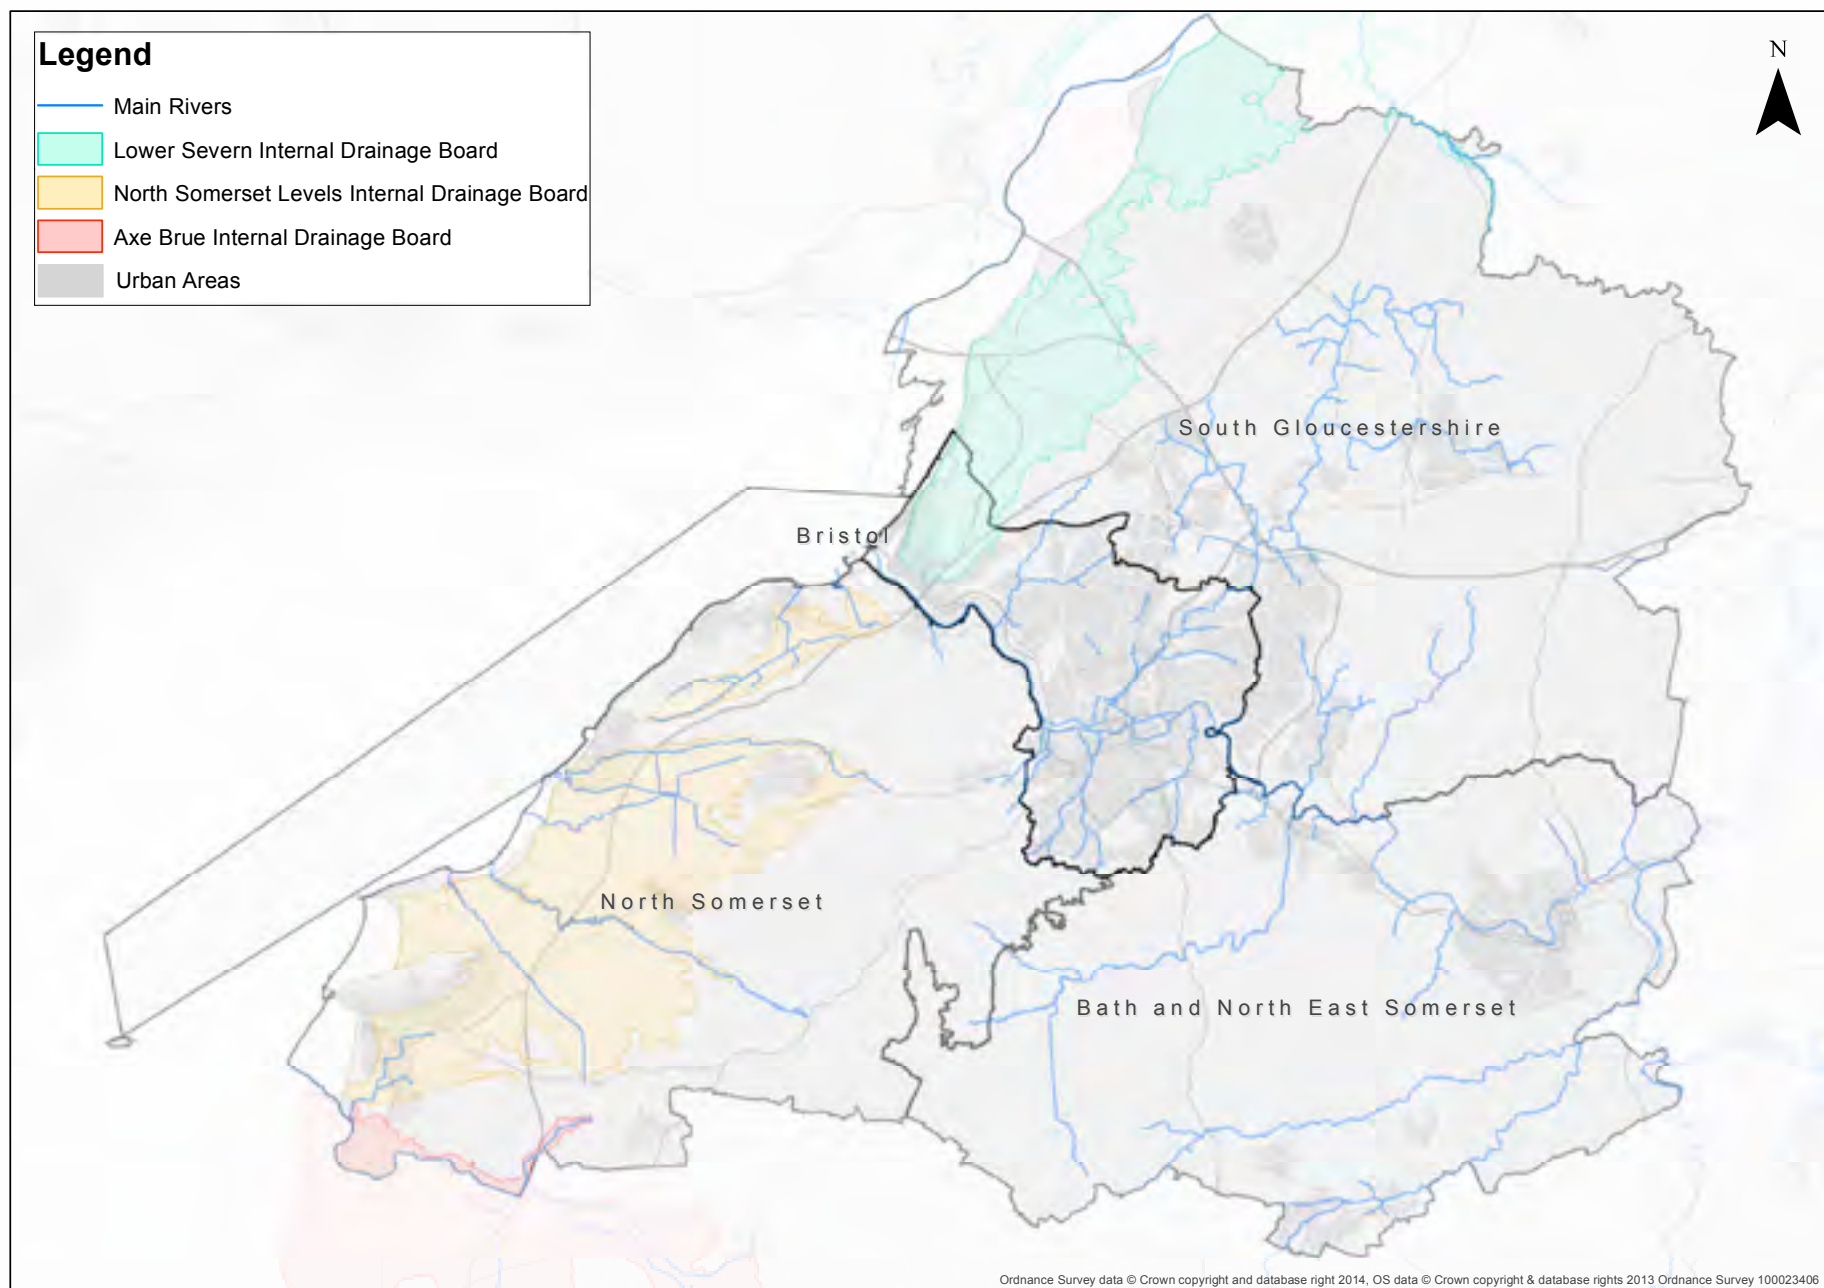 Legend
Main Rivers
Lower Severn Internal Drainage Board
North Somerset Levels Internal Drainage Board
Axe Brue Internal Drainage Board
Urban Areas
N
South Gloucestershire
Bristol
North Somerset
Bath and North East Somerset
Ordnance Survey data © Crown copyright and database right 2014, OS data © Crown copyright & database rights 2013 Ordnance Survey 100023406